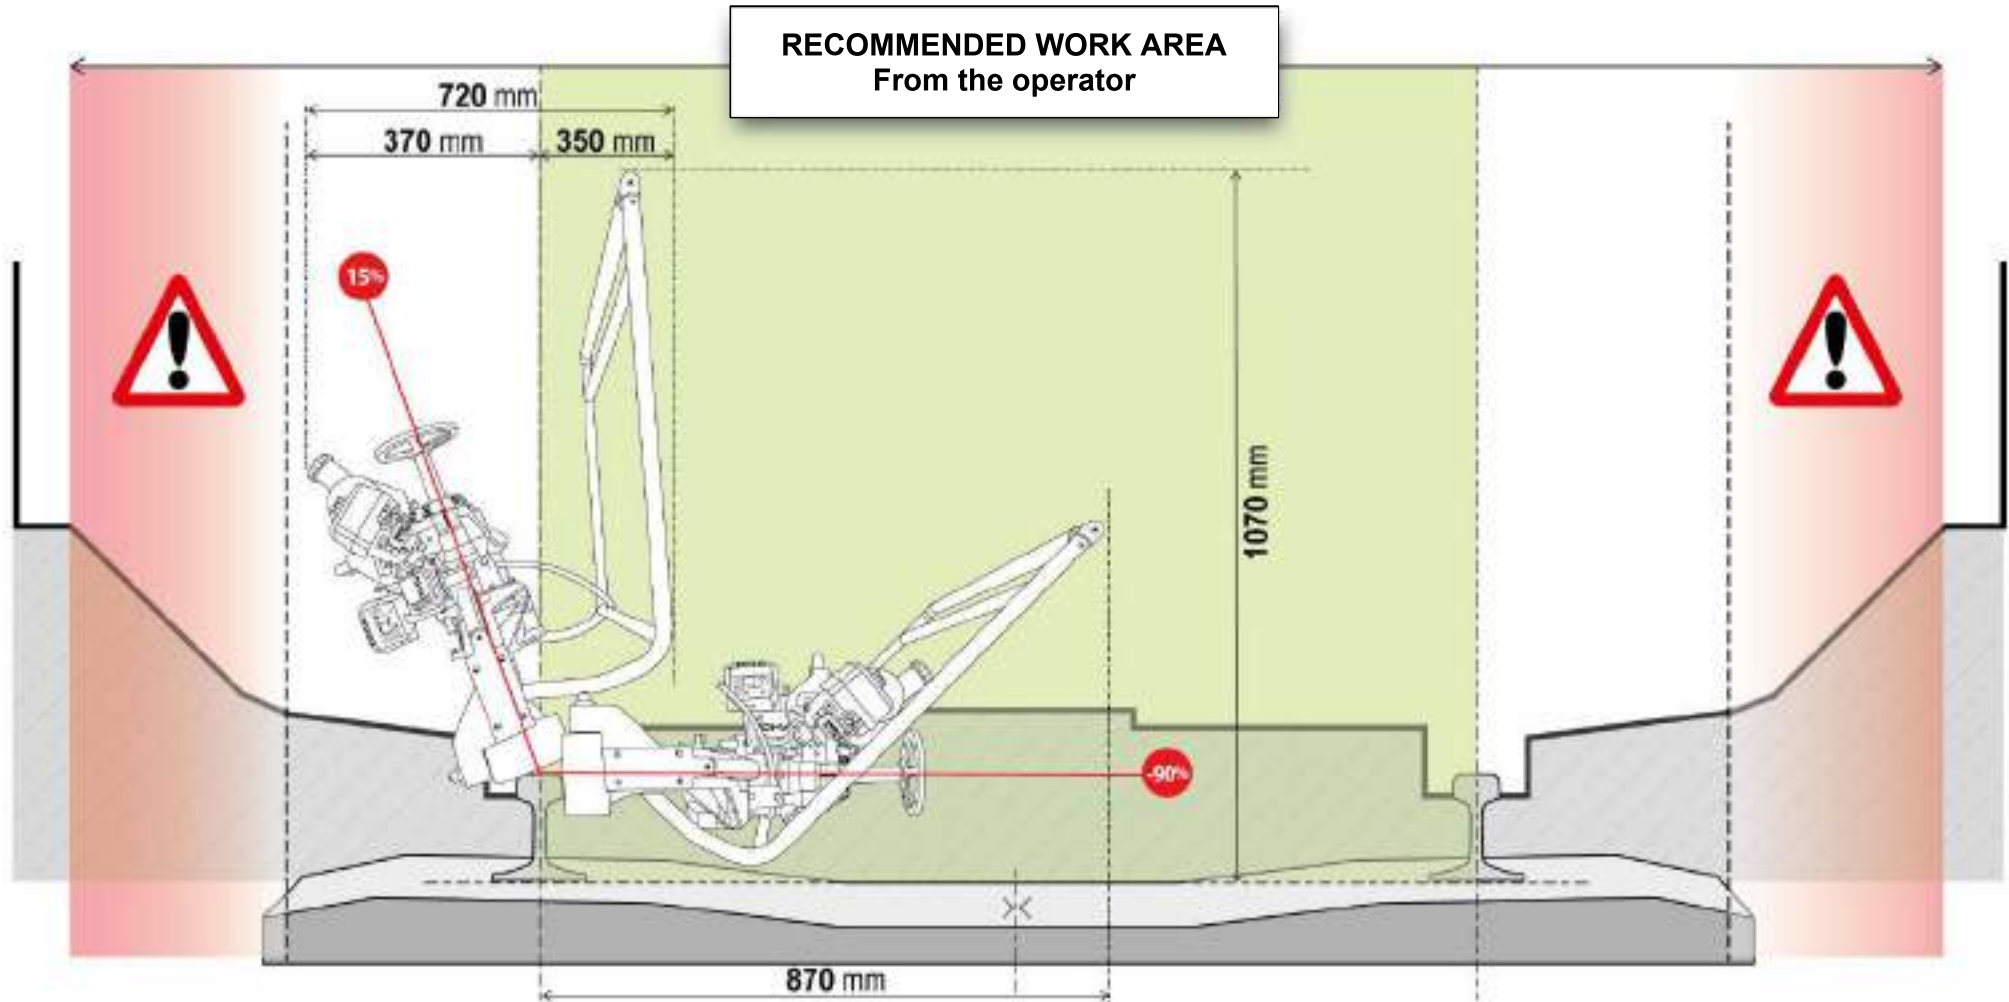 RECOMMENDED WORK AREA
From the operator
720 mm
370 mm
350 mm
15%
1070 mm
-90%
870 mm